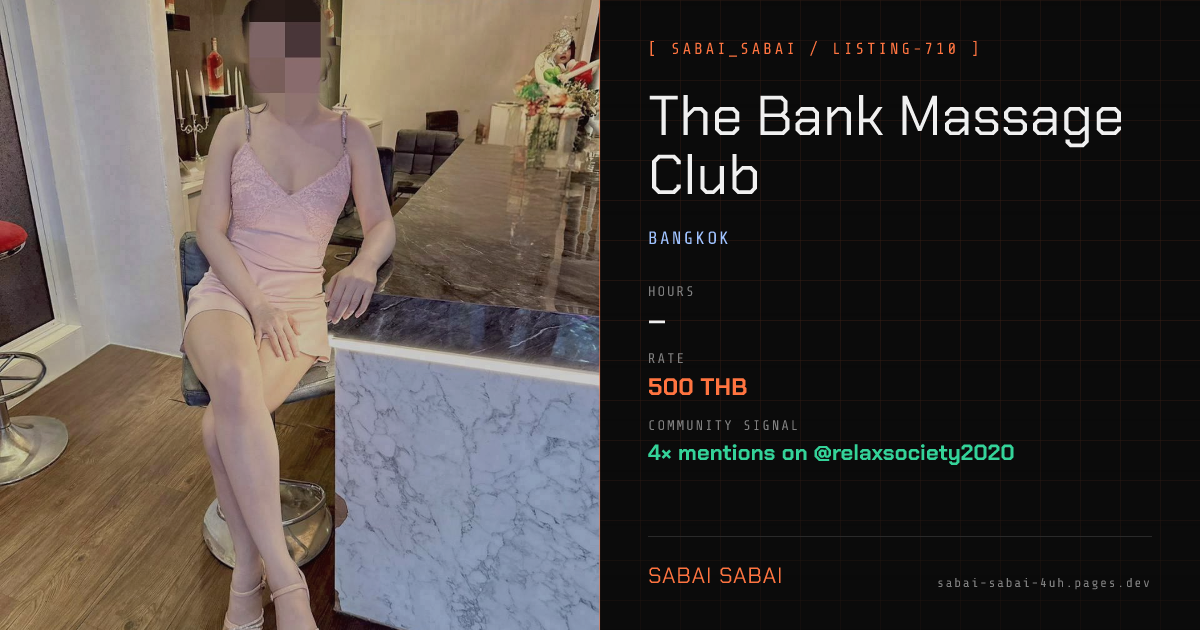 [ SABAI_SABAI / LISTING-710 ]
The Bank Massage
Club
BANGKOK
HOURS
—
RATE
500 THB
COMMUNITY SIGNAL
4× mentions on @relaxsociety2020
SABAI SABAI
sabai-sabai-4uh.pages.dev